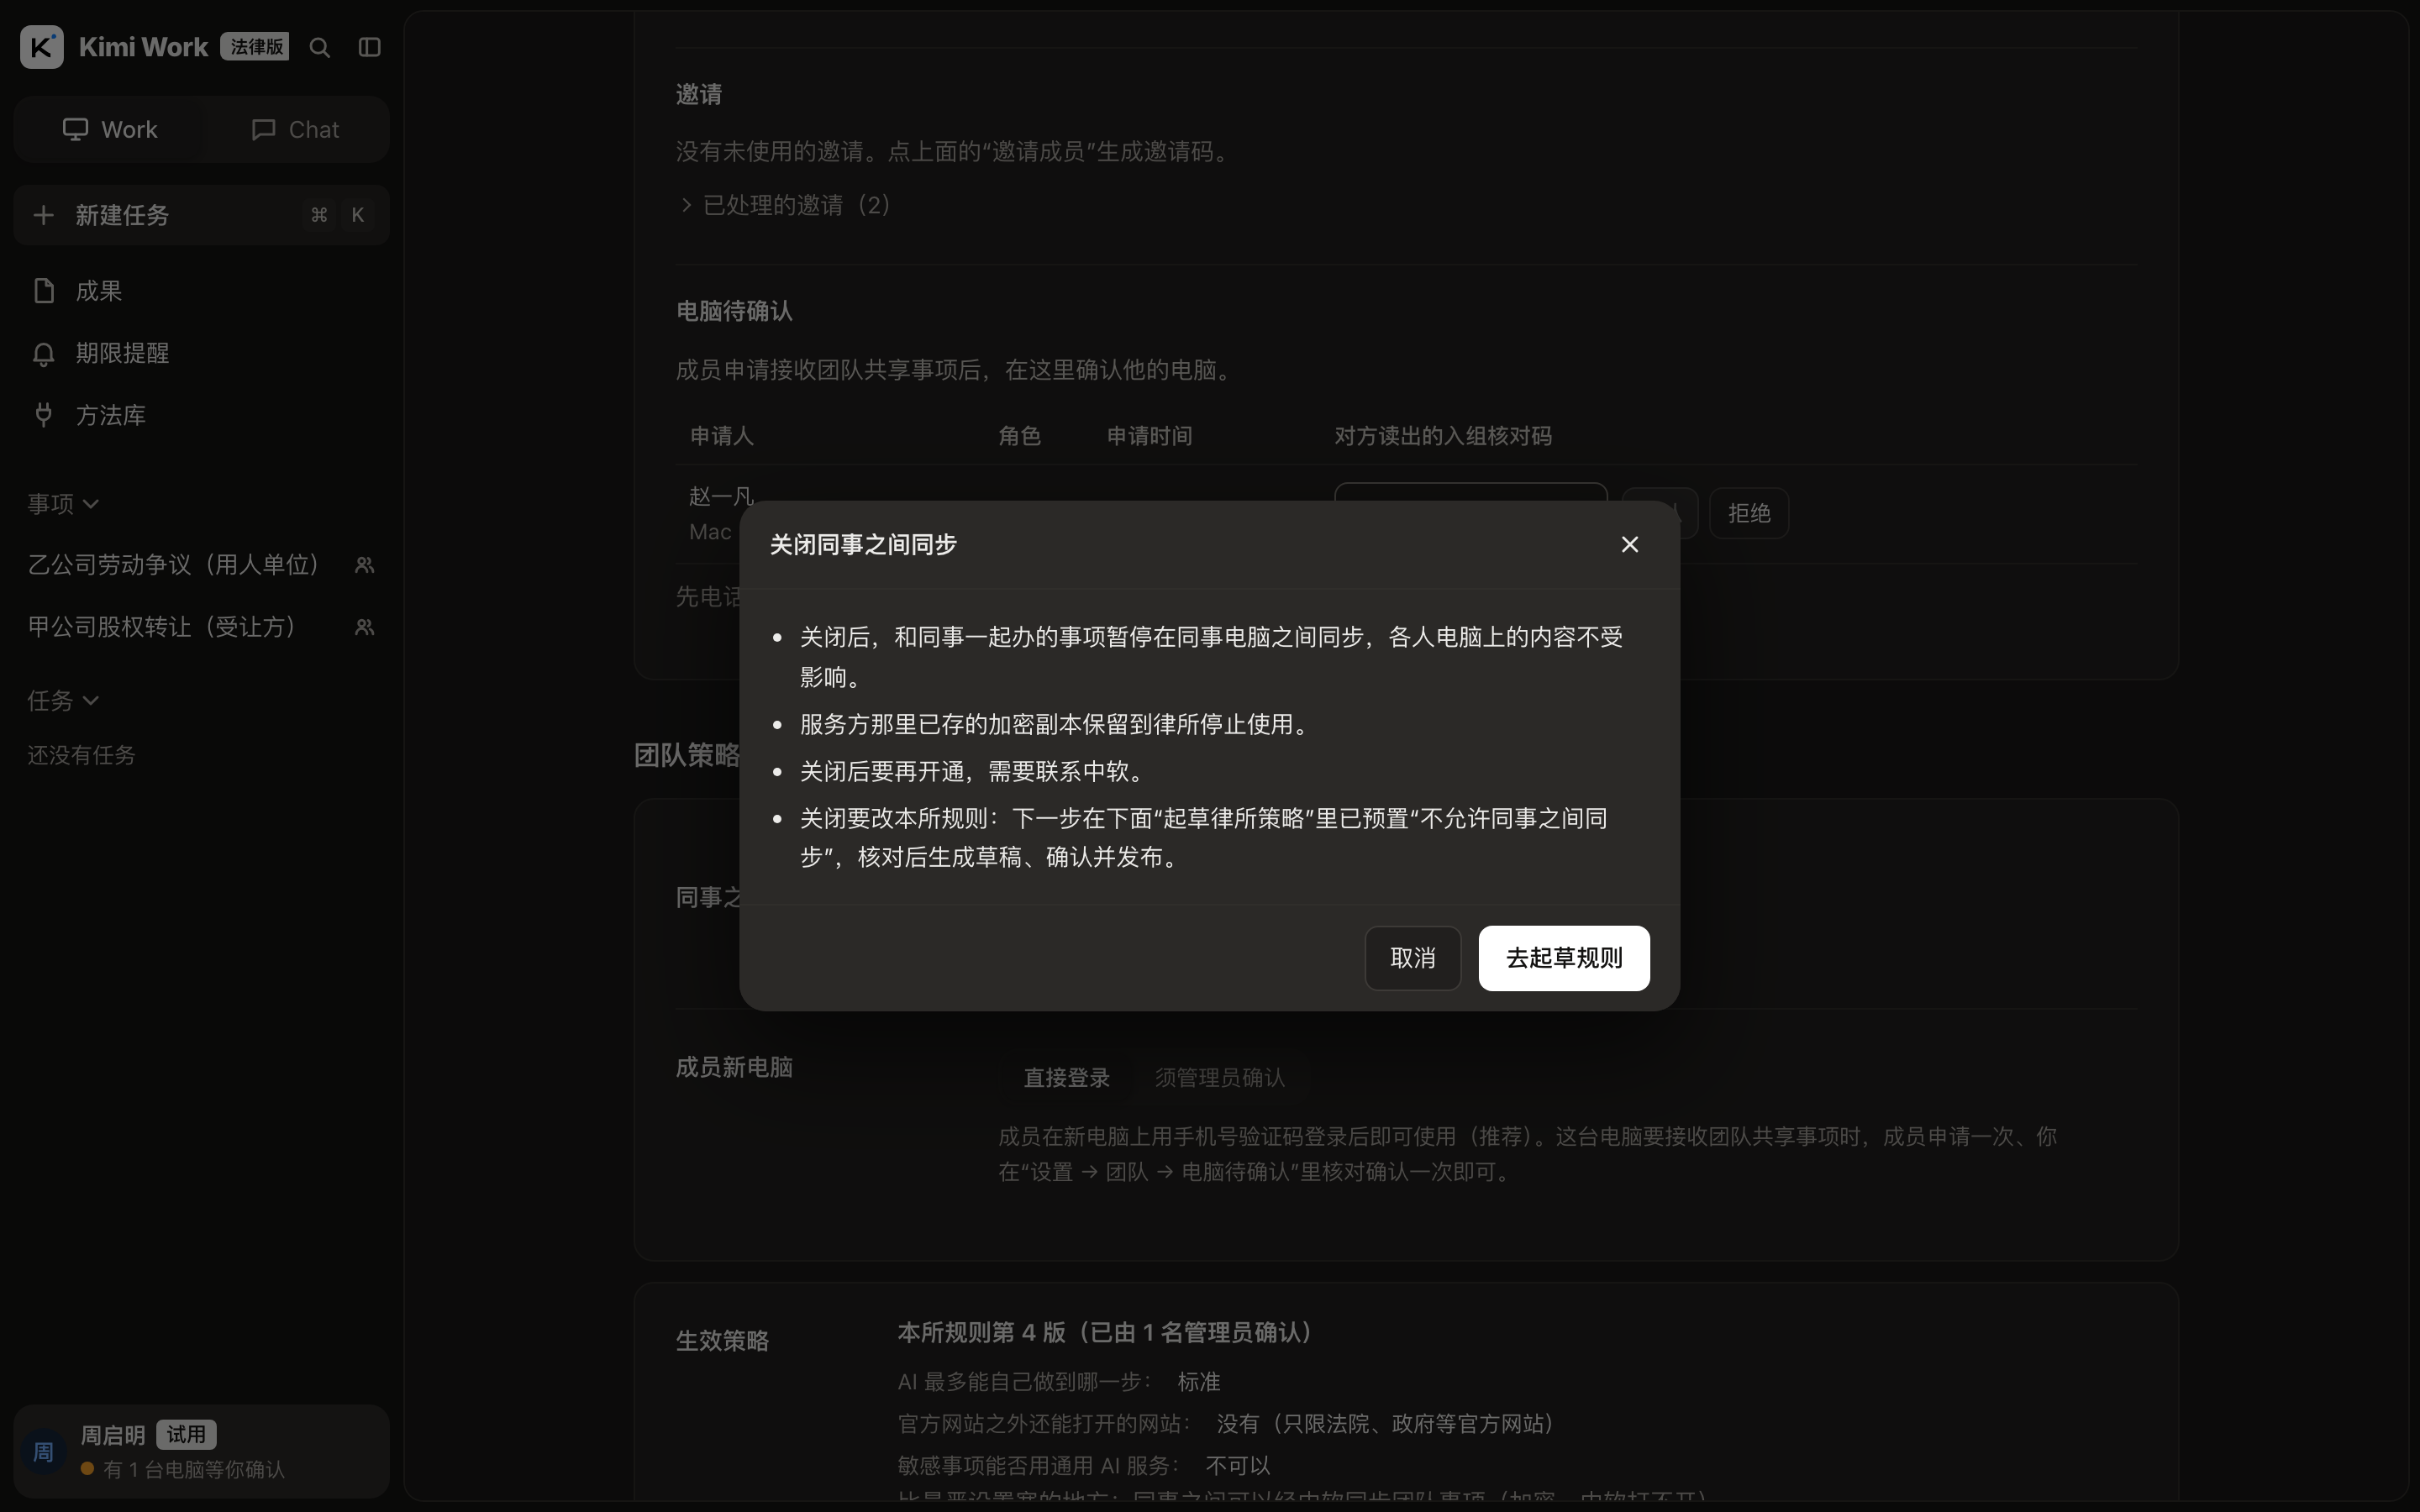 Kimi Work 法律版
Work
Chat
新建任务 ⌘ K
成果
期限提醒
方法库
事项
乙公司劳动争议（用人单位）
甲公司股权转让（受让方）
任务
还没有任务
周
周启明 试用
有 1 台电脑等你确认
邀请
没有未使用的邀请。点上面的“邀请成员”生成邀请码。
已处理的邀请（2）
电脑待确认
成员申请接收团队共享事项后，在这里确认他的电脑。
申请人 角色 申请时间 对方读出的入组核对码
赵一凡
Mac
拒绝
先电话
关闭同事之间同步
关闭后，和同事一起办的事项暂停在同事电脑之间同步，各人电脑上的内容不受
影响。
服务方那里已存的加密副本保留到律所停止使用。
关闭后要再开通，需要联系中软。
关闭要改本所规则：下一步在下面“起草律所策略”里已预置“不允许同事之间同
步”，核对后生成草稿、确认并发布。
取消
去起草规则
团队策略
同事之
成员新电脑
直接登录 须管理员确认
成员在新电脑上用手机号验证码登录后即可使用（推荐）。这台电脑要接收团队共享事项时，成员申请一次、你
在“设置 → 团队 → 电脑待确认”里核对确认一次即可。
生效策略
本所规则第 4 版（已由 1 名管理员确认）
AI 最多能自己做到哪一步： 标准
官方网站之外还能打开的网站： 没有（只限法院、政府等官方网站）
敏感事项能否用通用 AI 服务： 不可以